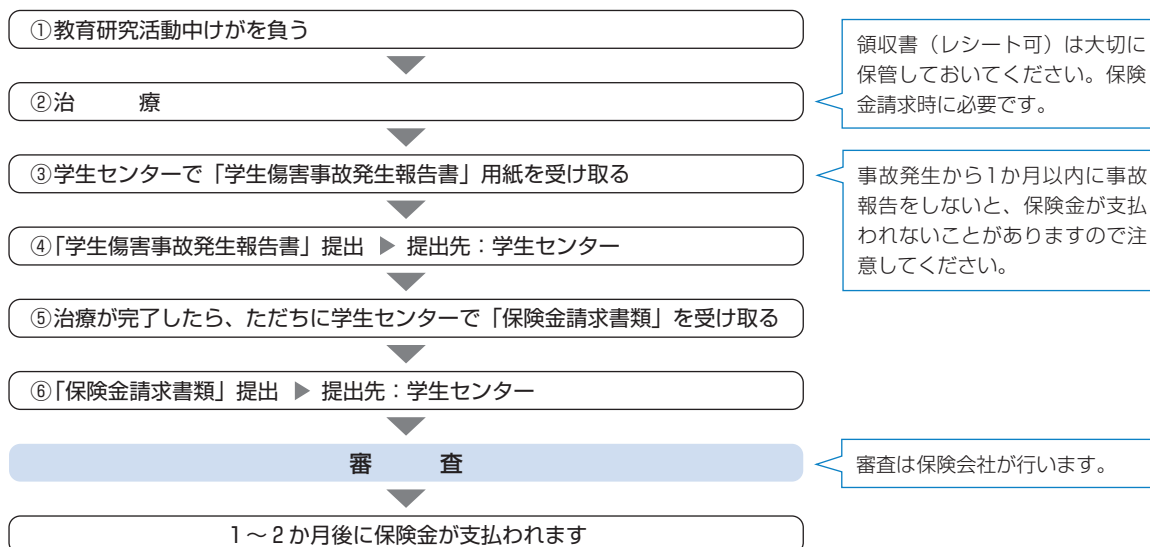 ①教育研究活動中けがを負う
領収書（レシート可）は大切に
保管しておいてください。保険
金請求時に必要です。
②治　　療
③学生センターで「学生傷害事故発生報告書」用紙を受け取る
事故発生から1か月以内に事故
報告をしないと、保険金が支払
われないことがありますので注
意してください。
④「学生傷害事故発生報告書」提出 ▶ 提出先：学生センター
⑤治療が完了したら、ただちに学生センターで「保険金請求書類」を受け取る
⑥「保険金請求書類」提出 ▶ 提出先：学生センター
審　　査
審査は保険会社が行います。
1～2か月後に保険金が支払われます